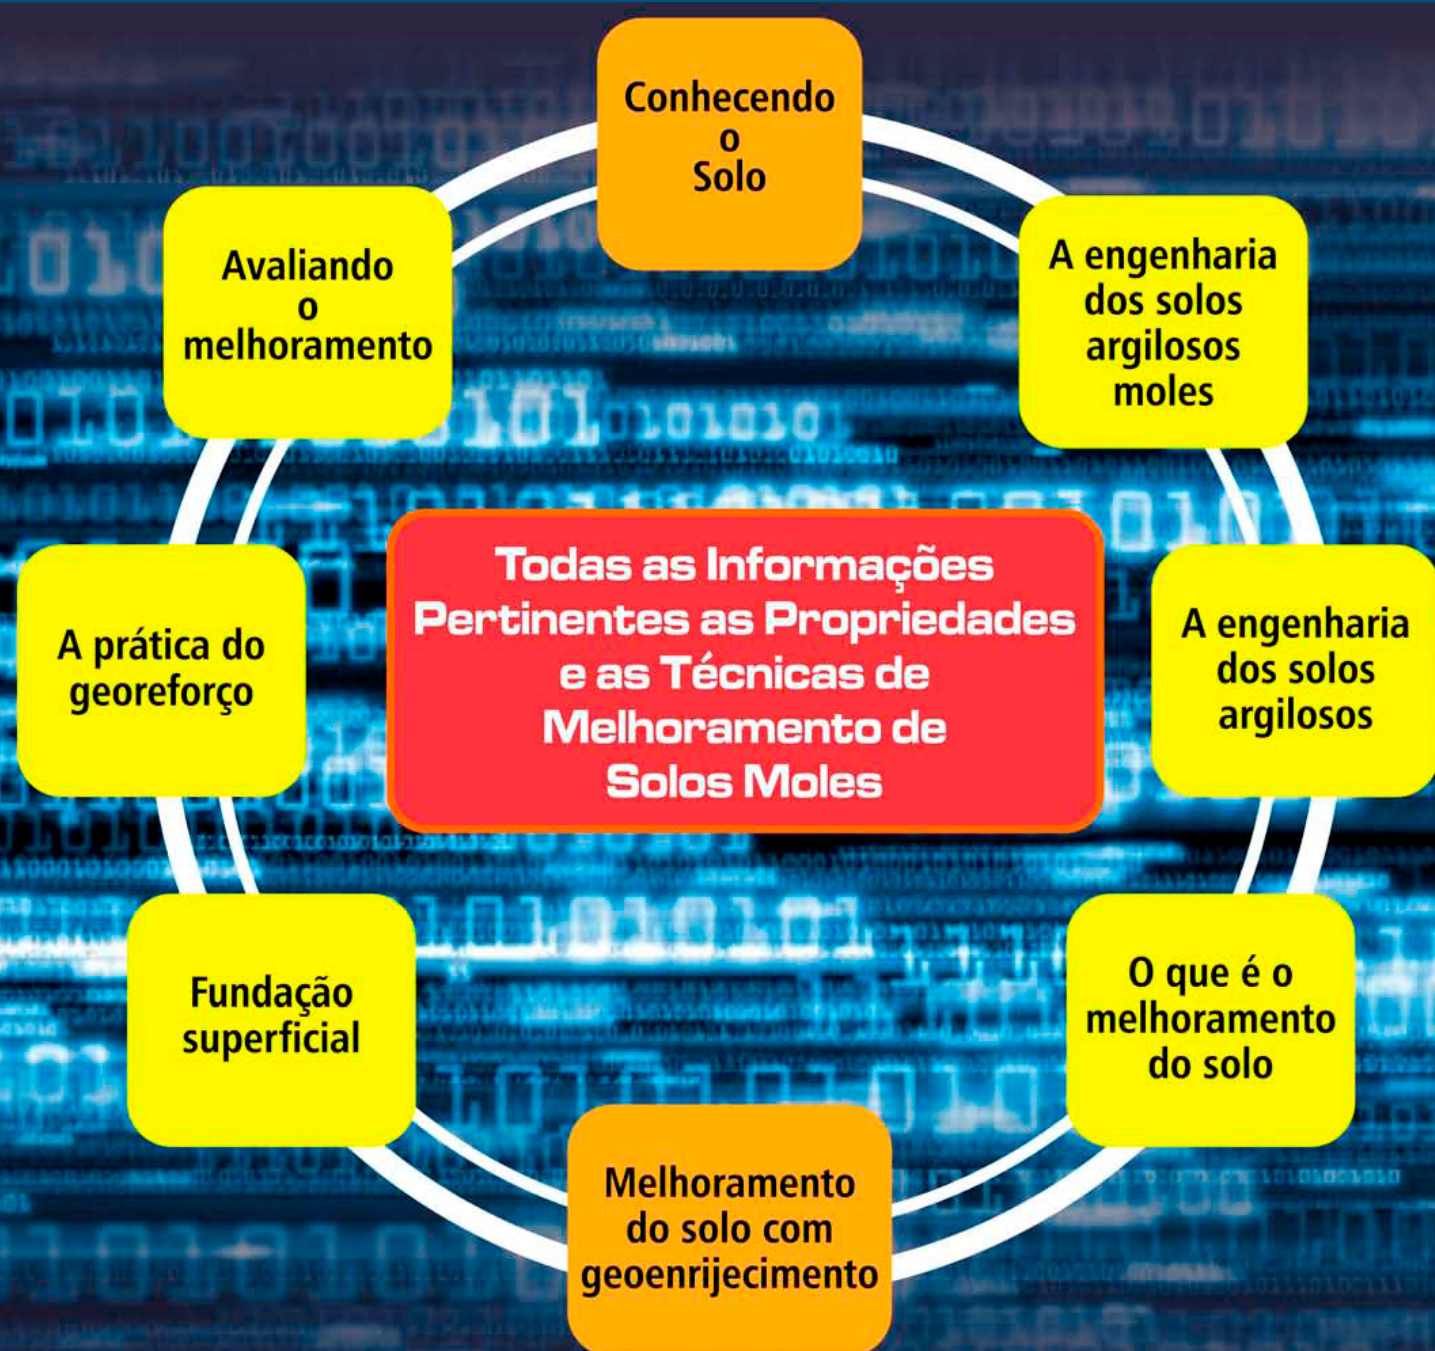 Conhecendo
o
Solo
A engenharia
dos solos
argilosos
moles
A engenharia
dos solos
argilosos
O que é o
melhoramento
do solo
Melhoramento
do solo com
geoenrijecimento
Fundação
superficial
A prática do
georeforço
Avaliando
o
melhoramento
Todas as Informações
Pertinentes as Propriedades
e as Técnicas de
Melhoramento de
Solos Moles